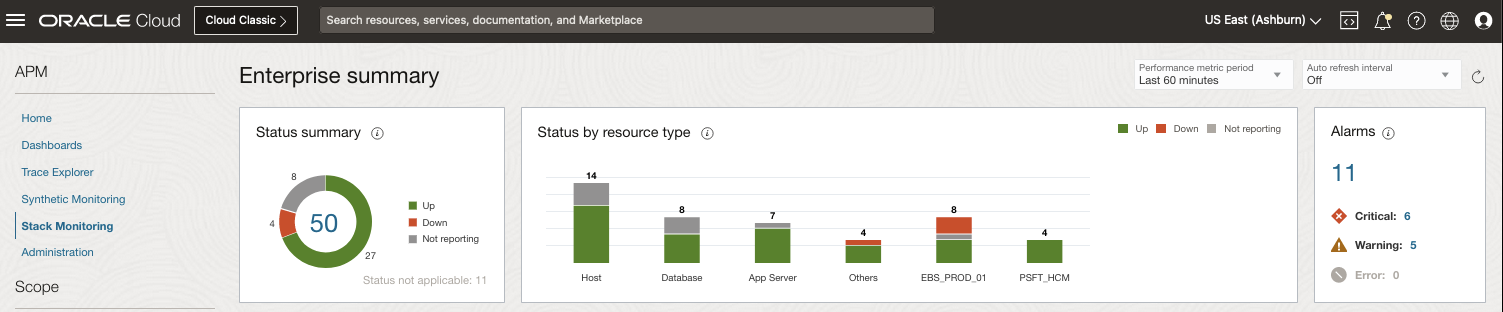 ORACLE Cloud
Cloud Classic >
Search resources, services, documentation, and Marketplace
US East (Ashburn)
APM
Home
Dashboards
Trace Explorer
Synthetic Monitoring
Stack Monitoring
Administration
Scope
Enterprise summary
Performance metric period
Last 60 minutes
Auto refresh interval
Off
Status summary
8
4
50
27
Up
Down
Not reporting
Status not applicable: 11
Status by resource type
Up
Down
Not reporting
14
8
7
4
8
4
Host
Database
App Server
Others
EBS_PROD_01
PSFT_HCM
Alarms
11
Critical: 6
Warning: 5
Error: 0